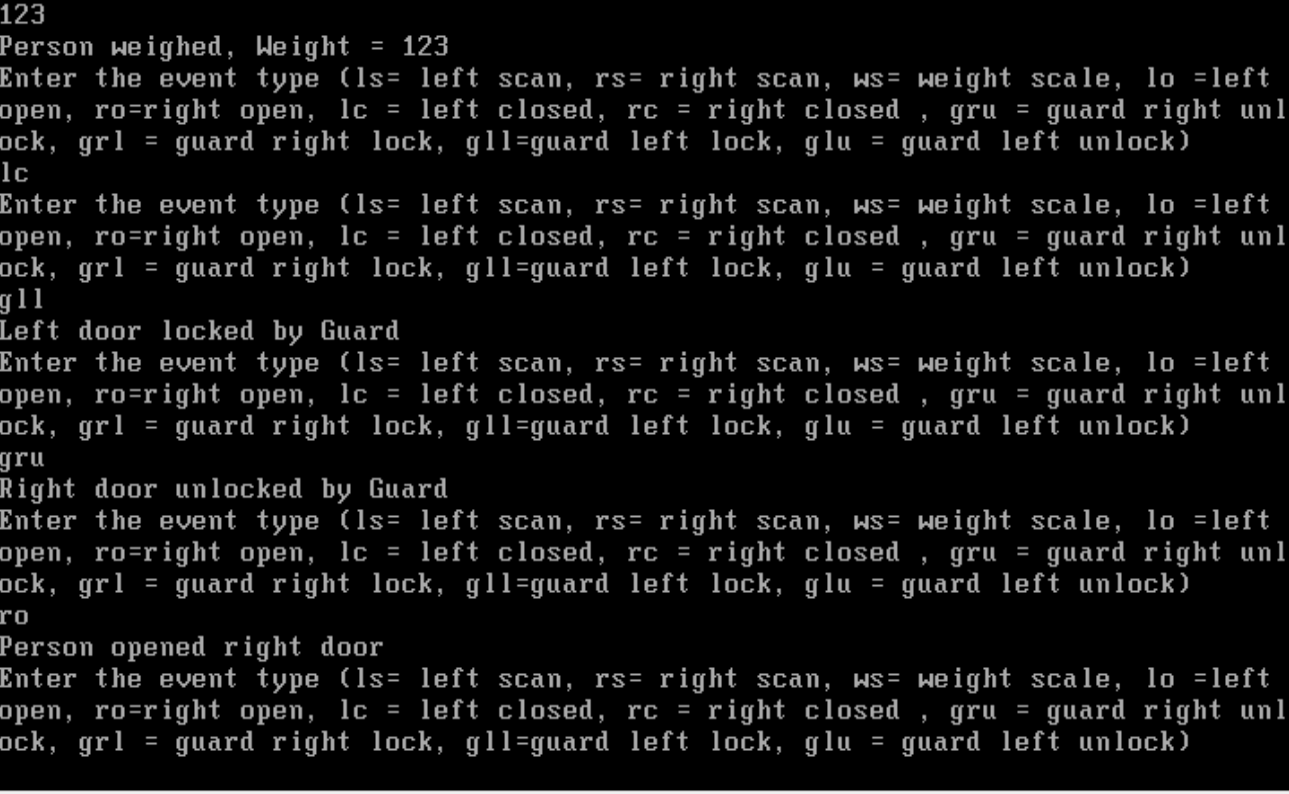 123
Person weighed, Weight = 123
Enter the event type (ls= left scan, rs= right scan, ws= weight scale, lo =left
open, ro=right open, lc = left closed, rc = right closed , gru = guard right unl
ock, grl = guard right lock, gll=guard left lock, glu = guard left unlock)
lc
Enter the event type (ls= left scan, rs= right scan, ws= weight scale, lo =left
open, ro=right open, lc = left closed, rc = right closed , gru = guard right unl
ock, grl = guard right lock, gll=guard left lock, glu = guard left unlock)
gll
Left door locked by Guard
Enter the event type (ls= left scan, rs= right scan, ws= weight scale, lo =left
open, ro=right open, lc = left closed, rc = right closed , gru = guard right unl
ock, grl = guard right lock, gll=guard left lock, glu = guard left unlock)
gru
Right door unlocked by Guard
Enter the event type (ls= left scan, rs= right scan, ws= weight scale, lo =left
open, ro=right open, lc = left closed, rc = right closed , gru = guard right unl
ock, grl = guard right lock, gll=guard left lock, glu = guard left unlock)
ro
Person opened right door
Enter the event type (ls= left scan, rs= right scan, ws= weight scale, lo =left
open, ro=right open, lc = left closed, rc = right closed , gru = guard right unl
ock, grl = guard right lock, gll=guard left lock, glu = guard left unlock)